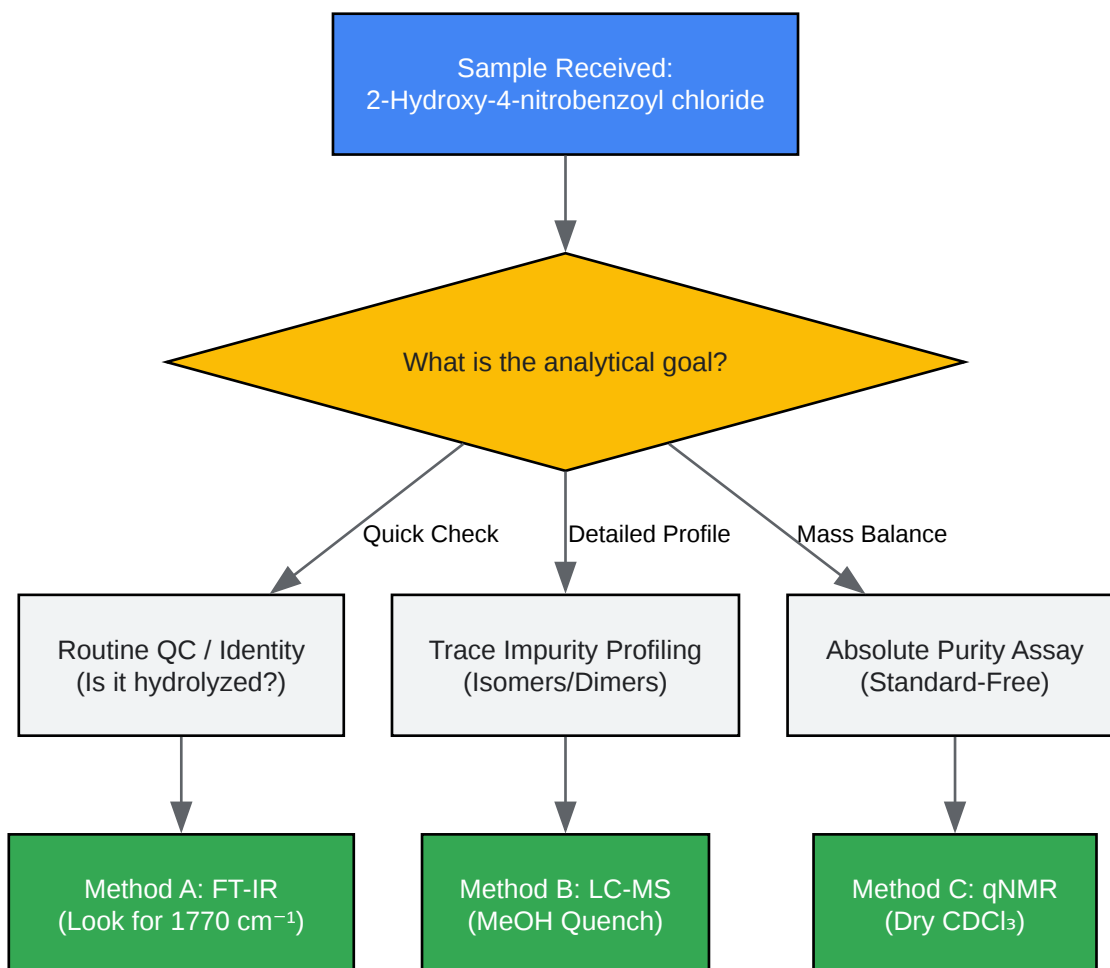 Sample Received:
2-Hydroxy-4-nitrobenzoyl chloride
What is the analytical goal?
Quick Check
Detailed Profile
Mass Balance
Routine QC / Identity
(Is it hydrolyzed?)
Trace Impurity Profiling
(Isomers/Dimers)
Absolute Purity Assay
(Standard-Free)
Method A: FT-IR
(Look for 1770 cm⁻¹)
Method B: LC-MS
(MeOH Quench)
Method C: qNMR
(Dry CDCl₃)